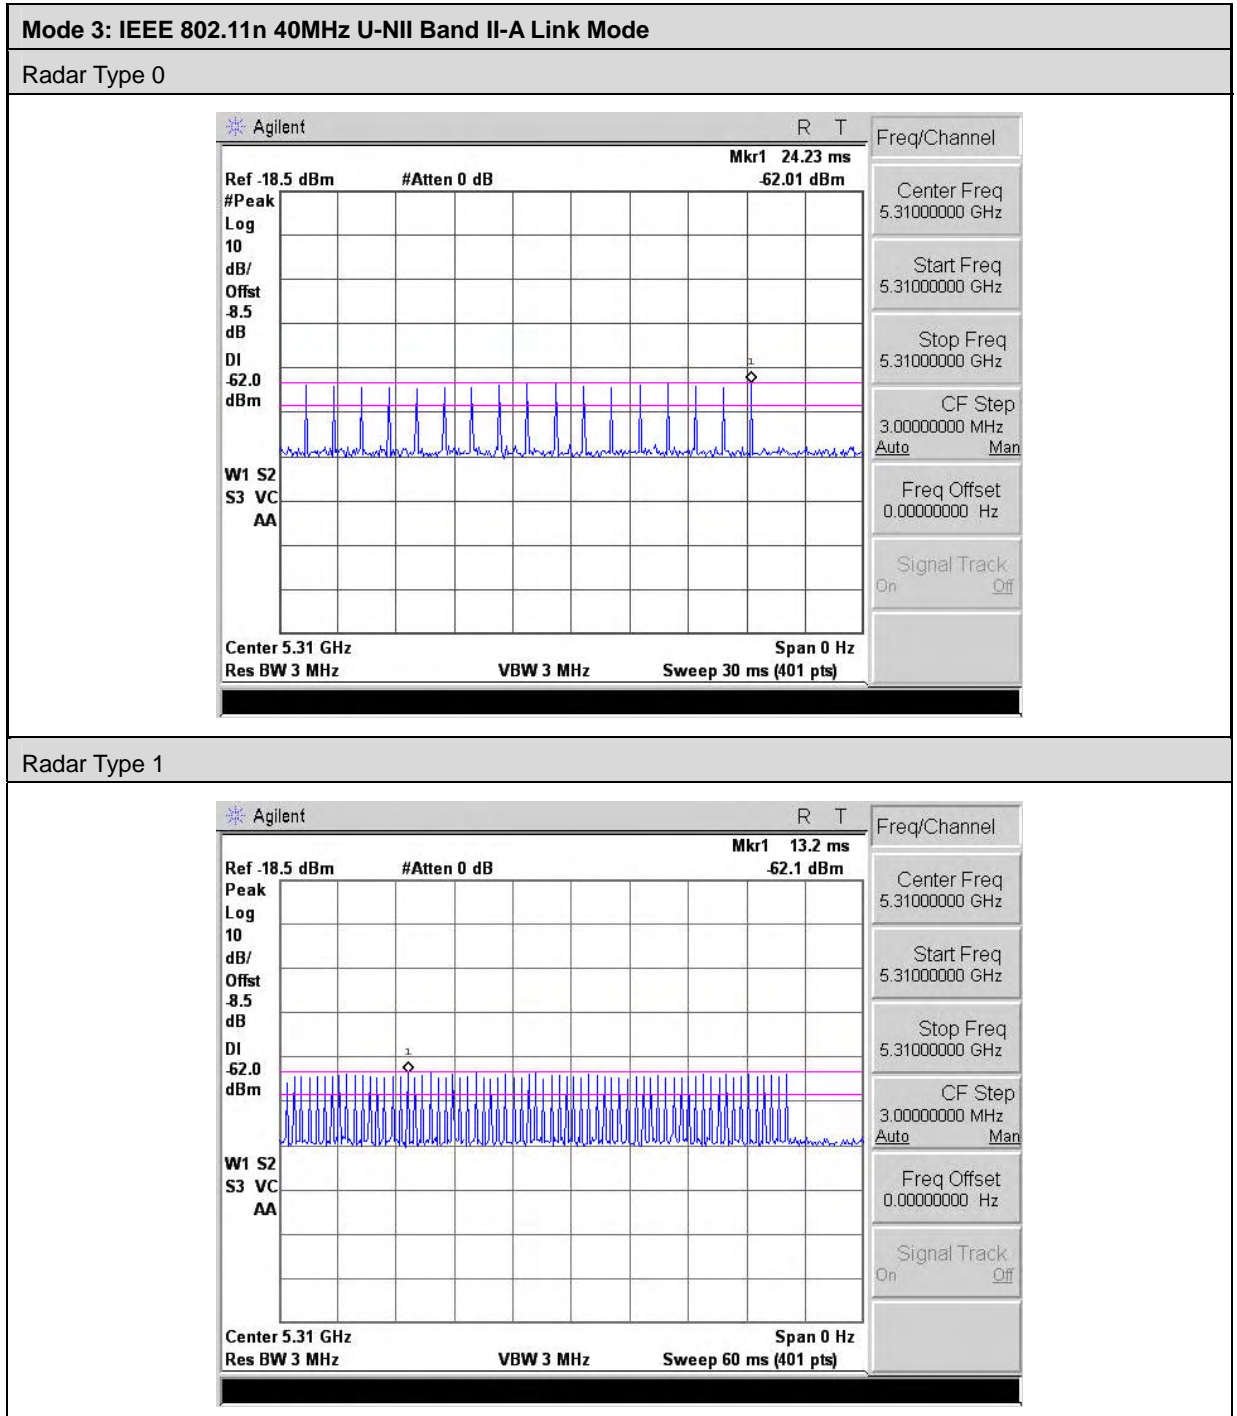 Mode 3: IEEE 802.11n 40MHz U-NII Band II-A Link Mode
Radar Type 0
Agilent R T
Freq/Channel
Mkr1 24.23 ms
Ref -18.5 dBm #Atten 0 dB -62.01 dBm
#Peak
Log
10
dB/
Offst
-8.5
dB
DI
-62.0
dBm
1
W1 S2
S3 VC
AA
Center 5.31 GHz Span 0 Hz
Res BW 3 MHz VBW 3 MHz Sweep 30 ms (401 pts)
Center Freq
5.31000000 GHz
Start Freq
5.31000000 GHz
Stop Freq
5.31000000 GHz
CF Step
3.00000000 MHz
Auto Man
Freq Offset
0.00000000 Hz
Signal Track
On Off
Radar Type 1
Agilent R T
Freq/Channel
Mkr1 13.2 ms
Ref -18.5 dBm #Atten 0 dB -62.1 dBm
Peak
Log
10
dB/
Offst
-8.5
dB
DI
-62.0
dBm
1
W1 S2
S3 VC
AA
Center 5.31 GHz Span 0 Hz
Res BW 3 MHz VBW 3 MHz Sweep 60 ms (401 pts)
Center Freq
5.31000000 GHz
Start Freq
5.31000000 GHz
Stop Freq
5.31000000 GHz
CF Step
3.00000000 MHz
Auto Man
Freq Offset
0.00000000 Hz
Signal Track
On Off